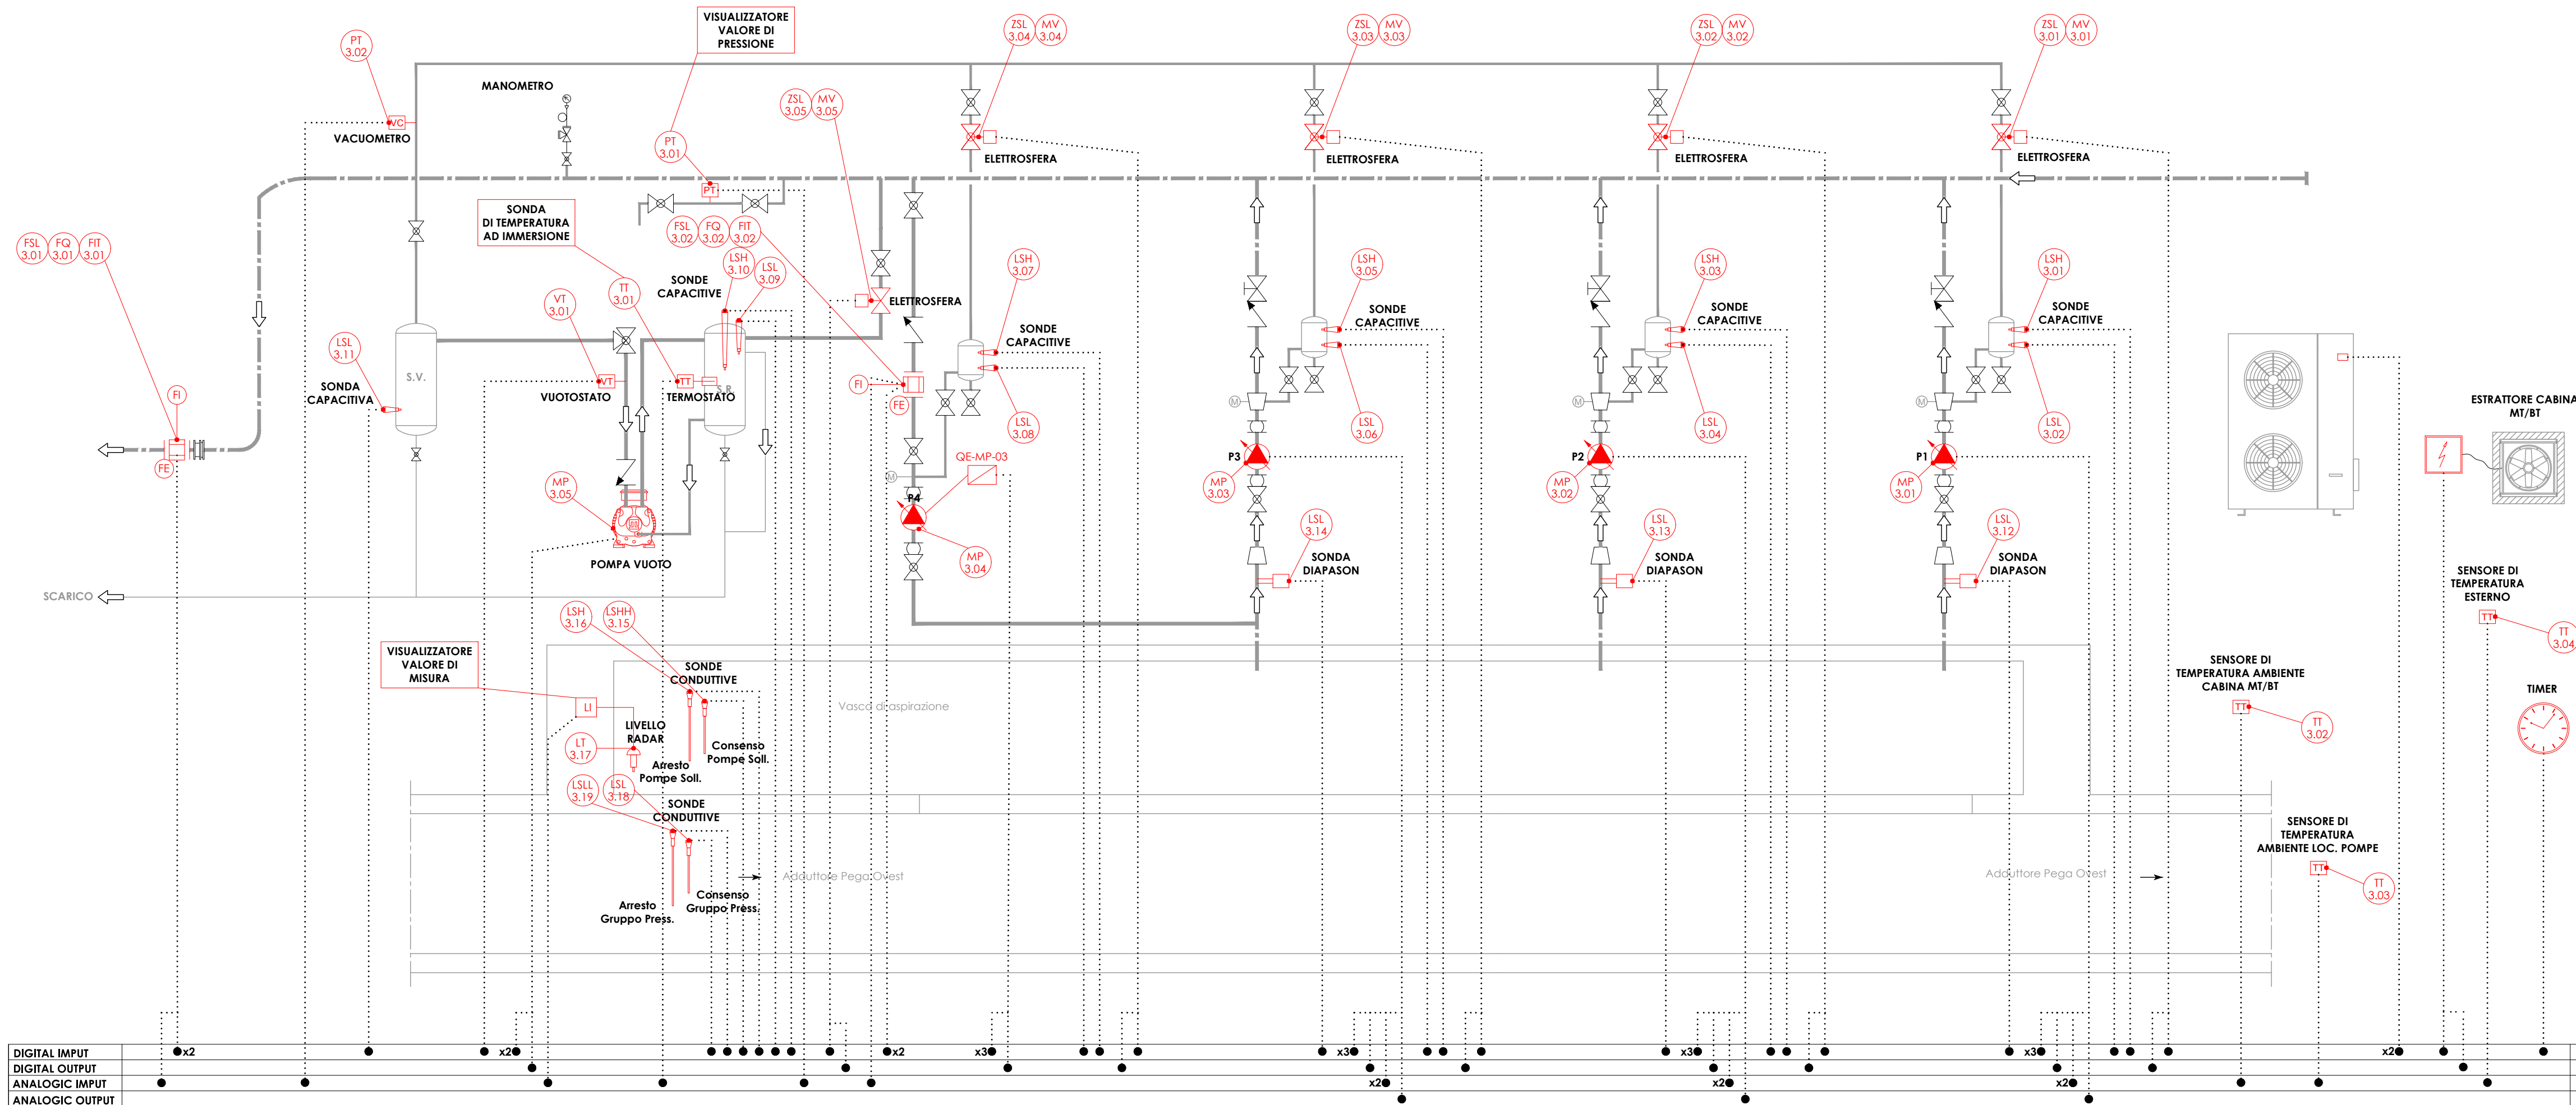 VISUALIZZATORE
VALORE DI
PRESSIONE
PT
3.02
ZSL
3.04
MV
3.04
ZSL
3.03
MV
3.03
ZSL
3.02
MV
3.02
ZSL
3.01
MV
3.01
MANOMETRO
VC
VACUOMETRO
ZSL
3.05
MV
3.05
PT
3.01
PT
ELETTROSFERA
ELETTROSFERA
ELETTROSFERA
ELETTROSFERA
SONDA
DI TEMPERATURA
AD IMMERSIONE
FSL
3.01
FQ
3.01
FIT
3.01
FSL
3.02
FQ
3.02
FIT
3.02
LSH
3.10
LSL
3.09
SONDE
CAPACITIVE
TT
3.01
VT
3.01
ELETTROSFERA
LSH
3.07
LSH
3.05
LSH
3.03
LSH
3.01
SONDE
CAPACITIVE
SONDE
CAPACITIVE
SONDE
CAPACITIVE
SONDE
CAPACITIVE
LSL
3.11
SONDA
CAPACITIVA
S.V.
VT
VUOTOSTATO
TT
TERMOSTATO
S.R.
FI
FE
FI
FE
M
M
M
M
LSL
3.08
LSL
3.06
LSL
3.04
LSL
3.02
ESTRATTORE CABINA
MT/BT
P3
P2
P1
QE-MP-03
P4
MP
3.05
MP
3.03
MP
3.02
MP
3.01
MP
3.04
POMPA VUOTO
LSL
3.14
LSL
3.13
LSL
3.12
SONDA
DIAPASON
SONDA
DIAPASON
SONDA
DIAPASON
SCARICO
SENSORE DI
TEMPERATURA
ESTERNO
TT
TT
3.04
LSH
3.16
LSHH
3.15
VISUALIZZATORE
VALORE DI
MISURA
SONDE
CONDUTTIVE
LI
LIVELLO
RADAR
LT
3.17
Vasca di aspirazione
Consenso
Pompe Soll.
Arresto
Pompe Soll.
SENSORE DI
TEMPERATURA AMBIENTE
CABINA MT/BT
TT
TT
3.02
TIMER
LSLL
3.19
LSL
3.18
SONDE
CONDUTTIVE
SENSORE DI
TEMPERATURA
AMBIENTE LOC. POMPE
TT
TT
3.03
Adduttore Pega Ovest
Adduttore Pega Ovest
Consenso
Gruppo Press.
Arresto
Gruppo Press.
DIGITAL IMPUT x2 x2 x2 x3 x3 x3 x3 x2
DIGITAL OUTPUT
ANALOGIC IMPUT x2 x2 x2
ANALOGIC OUTPUT